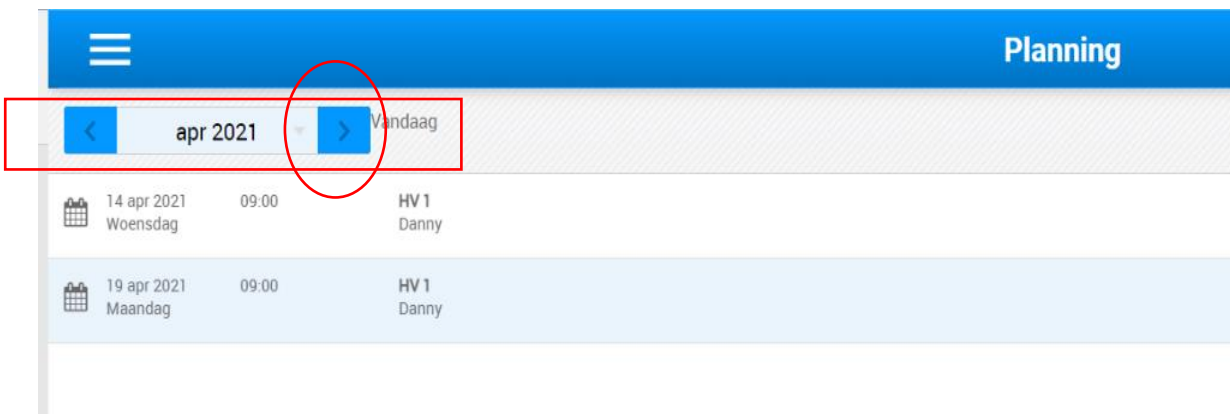 Planning
apr 2021
Vandaag
14 apr 2021 09:00 HV 1
Woensdag Danny
19 apr 2021 09:00 HV 1
Maandag Danny